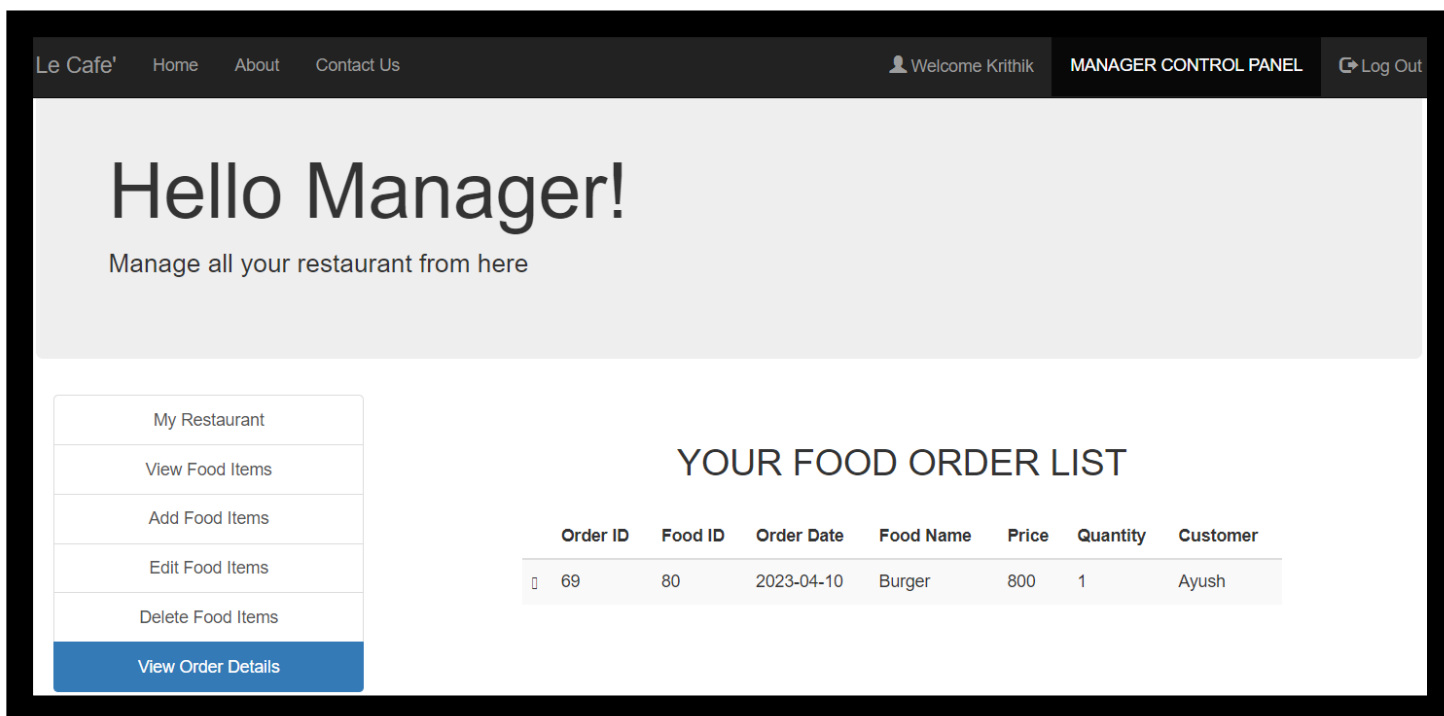 Le Cafe' Home About Contact Us Welcome Krithik MANAGER CONTROL PANEL Log Out
Hello Manager!
Manage all your restaurant from here
My Restaurant
View Food Items
Add Food Items
Edit Food Items
Delete Food Items
View Order Details
YOUR FOOD ORDER LIST
Order ID Food ID Order Date Food Name Price Quantity Customer
69 80 2023-04-10 Burger 800 1 Ayush